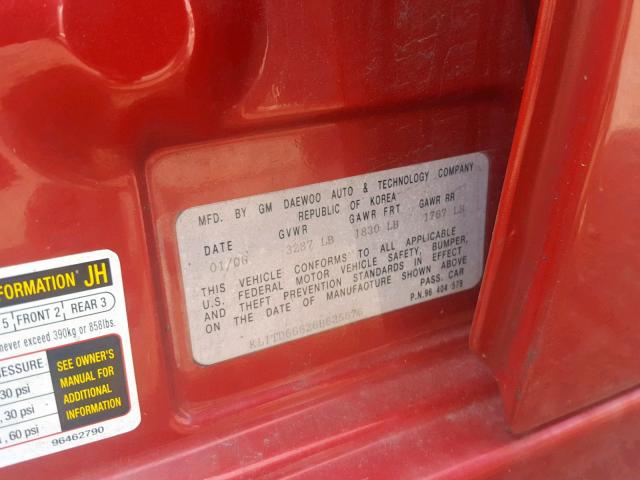 MFD. BY GM DAEWOO AUTO & TECHNOLOGY COMPANY
REPUBLIC OF KOREA
DATE GVWR GAWR FRT GAWR RR
01/06 3287 LB 1830 LB 1767 LB
THIS VEHICLE CONFORMS TO ALL APPLICABLE
U.S. FEDERAL MOTOR VEHICLE SAFETY, BUMPER,
AND THEFT PREVENTION STANDARDS IN EFFECT
ON THE DATE OF MANUFACTURE SHOWN ABOVE
PASS. CAR
P.N.96 404 579
FORMATION JH
5 FRONT 2 REAR 3
never exceed 390kg or 858lbs.
ESSURE
30 psi
, 30 psi
, 60 psi
SEE OWNER'S
MANUAL FOR
ADDITIONAL
INFORMATION
96462790